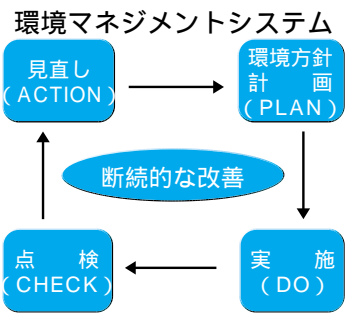 環境マネジメントシステム
見直し
(ACTION)
環境方針
計 画
(PLAN)
断続的な改善
点 検
(CHECK)
実 施
(DO)